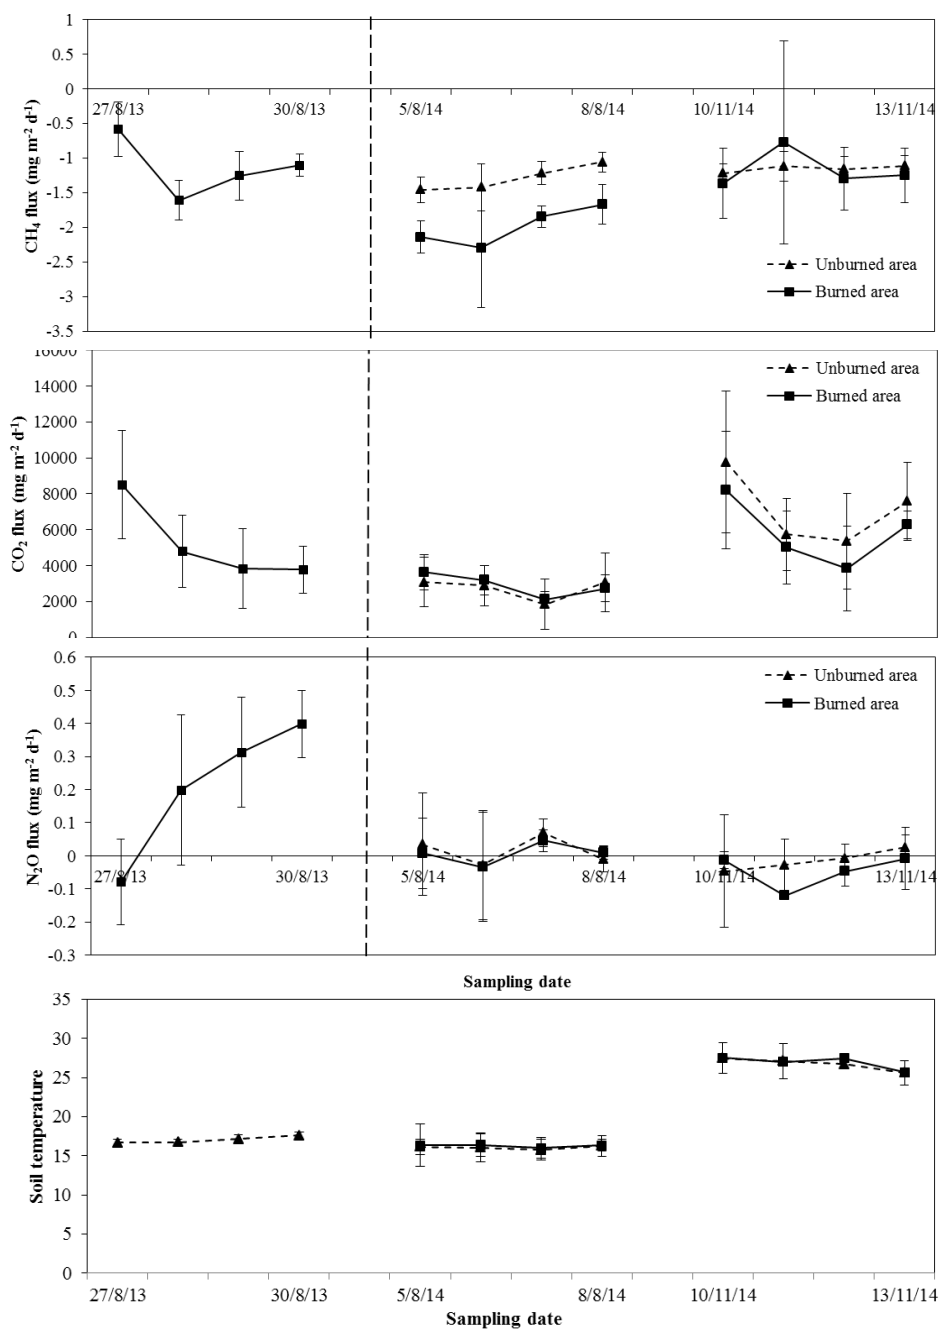 1
0
-0.5
-1
-1.5
-2
-2.5
-3
-3.5
CH4 flux (mg m-2 d-1)
27/8/13 30/8/13 5/8/14 8/8/14 10/11/14 13/11/14
Unburned area
Burned area
16000
14000
12000
10000
8000
6000
4000
2000
0
CO2 flux (mg m-2 d-1)
Unburned area
Burned area
0.6
0.5
0.4
0.3
0.2
0.1
0
-0.1
-0.2
-0.3
N2O flux (mg m-2 d-1)
27/8/13 30/8/13 5/8/14 8/8/14 10/11/14 13/11/14
Unburned area
Burned area
Sampling date
35
30
25
20
15
10
5
0
Soil temperature
27/8/13 30/8/13 5/8/14 8/8/14 10/11/14 13/11/14
Sampling date